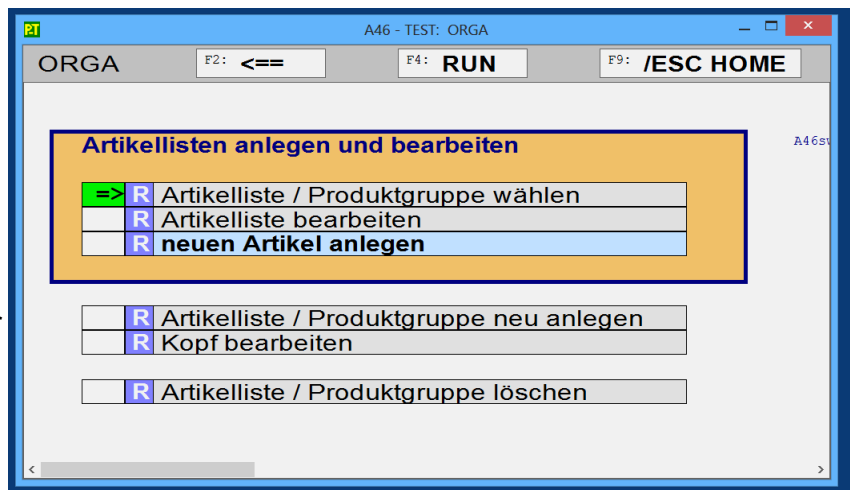 PT
A46 - TEST: ORGA
ORGA
F2: <==
F4: RUN
F9: /ESC HOME
Artikellisten anlegen und bearbeiten
=> R Artikelliste / Produktgruppe wählen
R Artikelliste bearbeiten
R neuen Artikel anlegen
R Artikelliste / Produktgruppe neu anlegen
R Kopf bearbeiten
R Artikelliste / Produktgruppe löschen